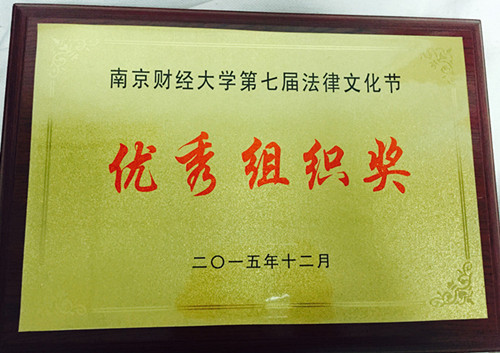 南京财经大学第七届法律文化节
优秀组织奖
二〇一五年十二月